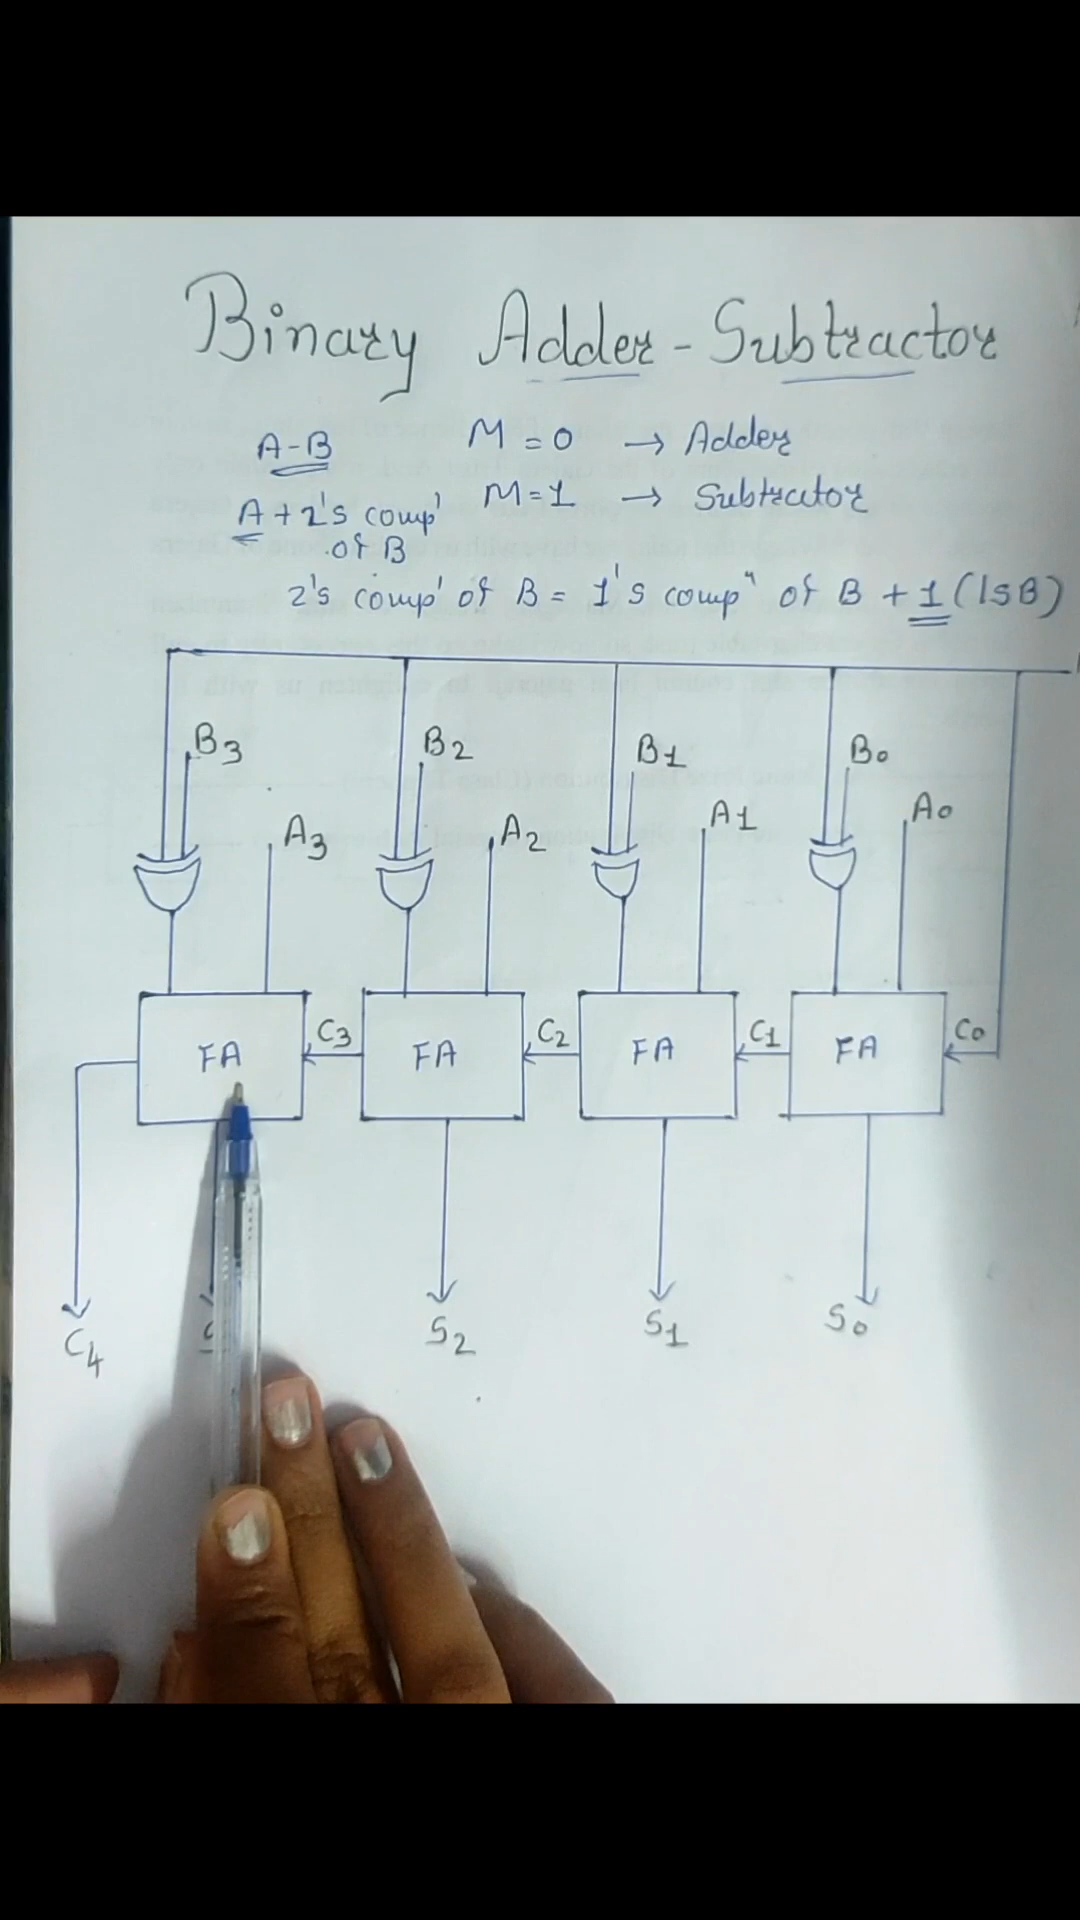 Binary Adder-Subtractor
A-B M=0 → Adder
A+2's comp' M=1 → Subtrator
of B
2's comp' of B = 1's comp" of B + 1 (LSB)
B3 B2 B1 B0
A3 A2 A1 A0
FA C3 FA C2 FA C1 FA C0
C4 S2 S1 S0